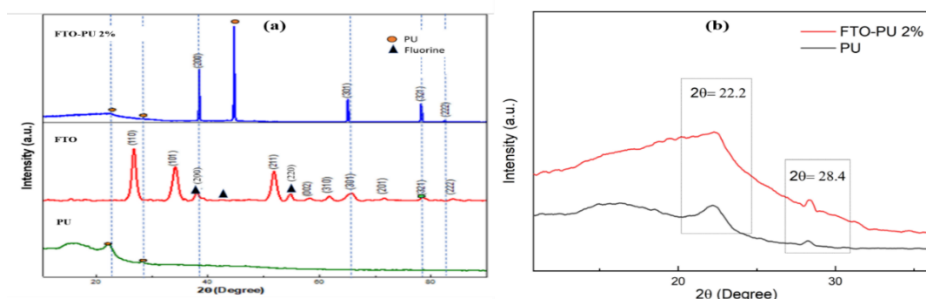 (a)
FTO-PU 2%
PU
Fluorine
(200)
(301)
(321)
(222)
FTO
(110)
(101)
(200)
(211)
(220)
(002)
(310)
(301)
(201)
(321)
(222)
PU
Intensity (a.u.)
20 40 60 80
2θ (Degree)
(b)
FTO-PU 2%
PU
2θ= 22.2
2θ= 28.4
Intensity (a.u.)
20 30
2θ (Degree)